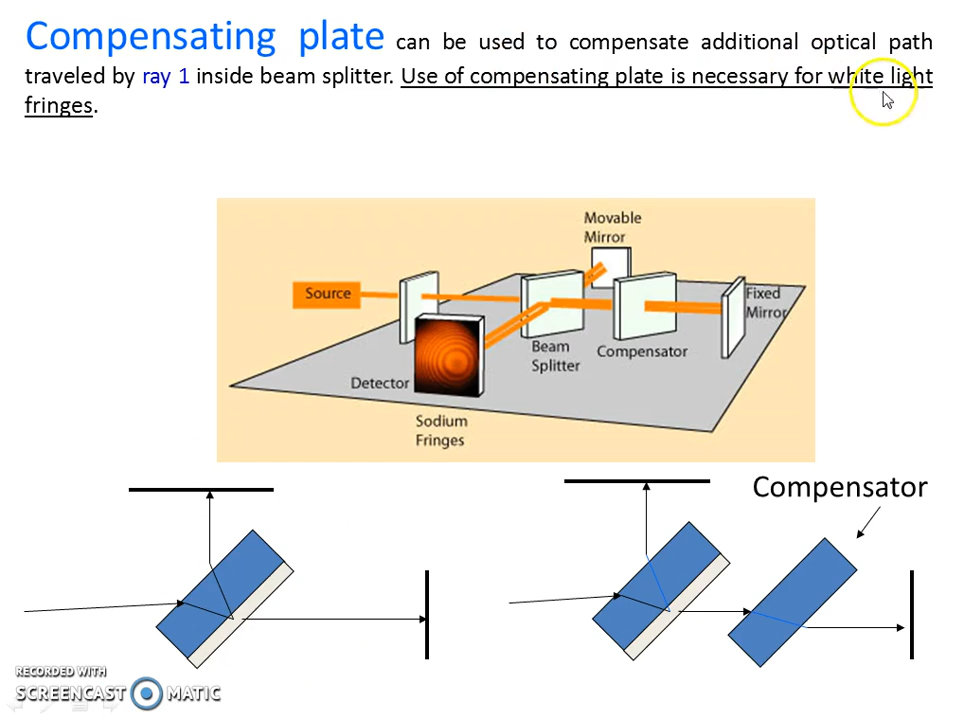 Compensating plate can be used to compensate additional optical path
traveled by ray 1 inside beam splitter. Use of compensating plate is necessary for white light
fringes.
Movable
Mirror
Source
Fixed
Mirror
Beam
Splitter
Compensator
Detector
Sodium
Fringes
Compensator
RECORDED WITH
SCREENCAST MATIC